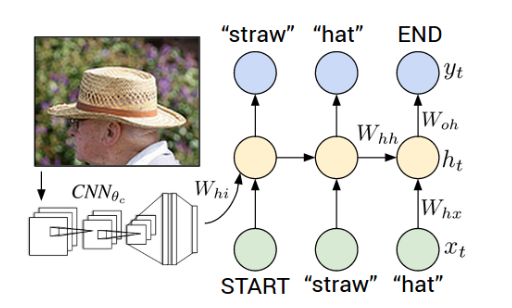 “straw” “hat” END
y_t
W_hh W_oh
CNN_θc W_hi h_t
W_hx
x_t
START “straw” “hat”